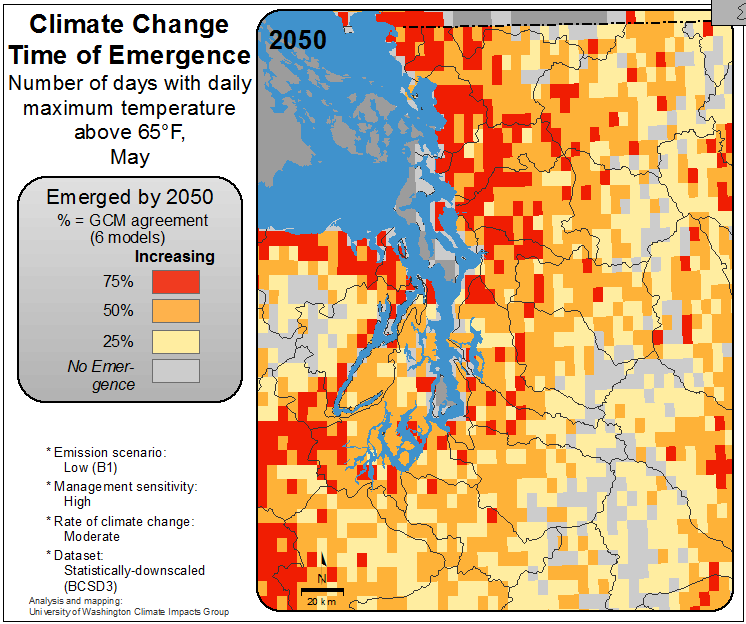 Climate Change
Time of Emergence
Number of days with daily
maximum temperature
above 65°F,
May
Emerged by 2050
% = GCM agreement
(6 models)
Increasing
75%
50%
25%
No Emer-
gence
* Emission scenario:
Low (B1)
* Management sensitivity:
High
* Rate of climate change:
Moderate
* Dataset:
Statistically-downscaled
(BCSD3)
Analysis and mapping:
University of Washington Climate Impacts Group
2050
N
20 km